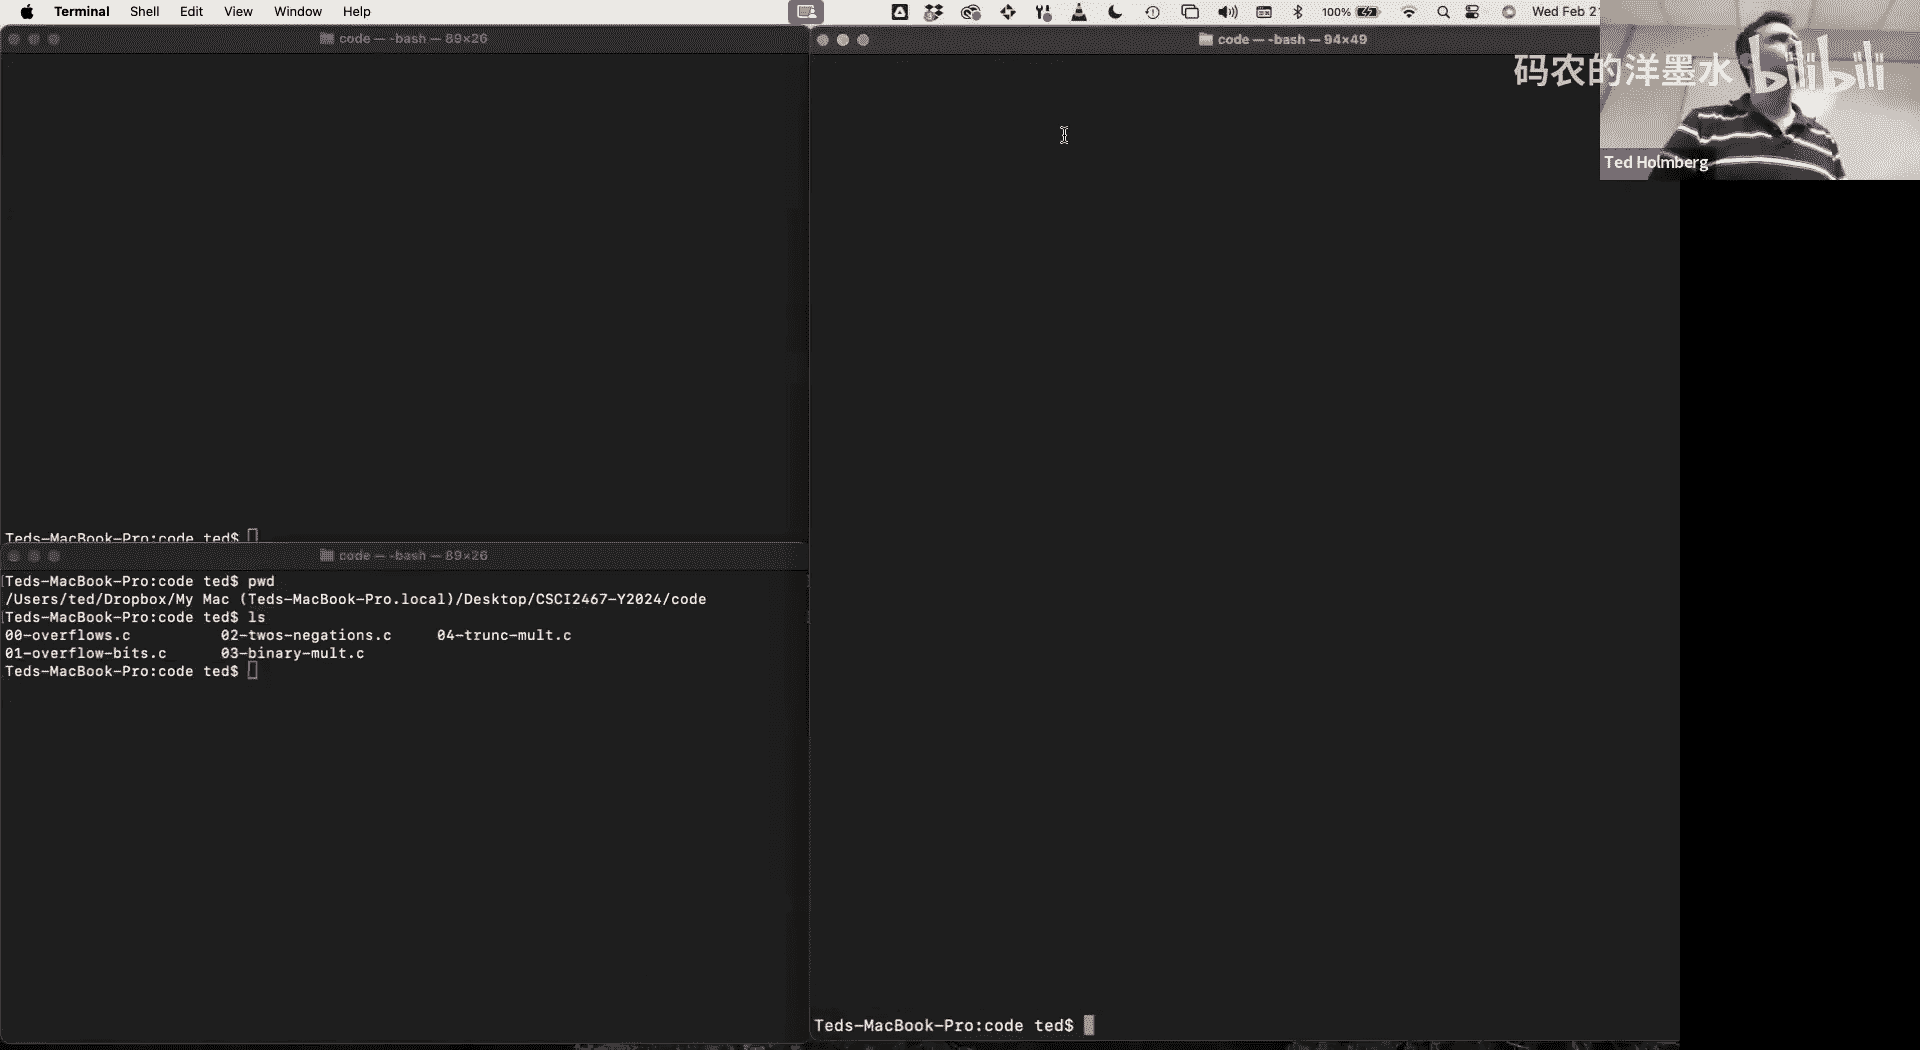 Terminal Shell Edit View Window Help 100% Wed Feb 21
code — -bash — 89×26
code — -bash — 94×49
码农的洋墨水 bilibili
Ted Holmberg
Teds-MacBook-Pro:code ted$
code — -bash — 89×26
Teds-MacBook-Pro:code ted$ pwd
/Users/ted/Dropbox/My Mac (Teds-MacBook-Pro.local)/Desktop/CSCI2467-Y2024/code
Teds-MacBook-Pro:code ted$ ls
00-overflows.c 02-twos-negations.c 04-trunc-mult.c
01-overflow-bits.c 03-binary-mult.c
Teds-MacBook-Pro:code ted$
Teds-MacBook-Pro:code ted$